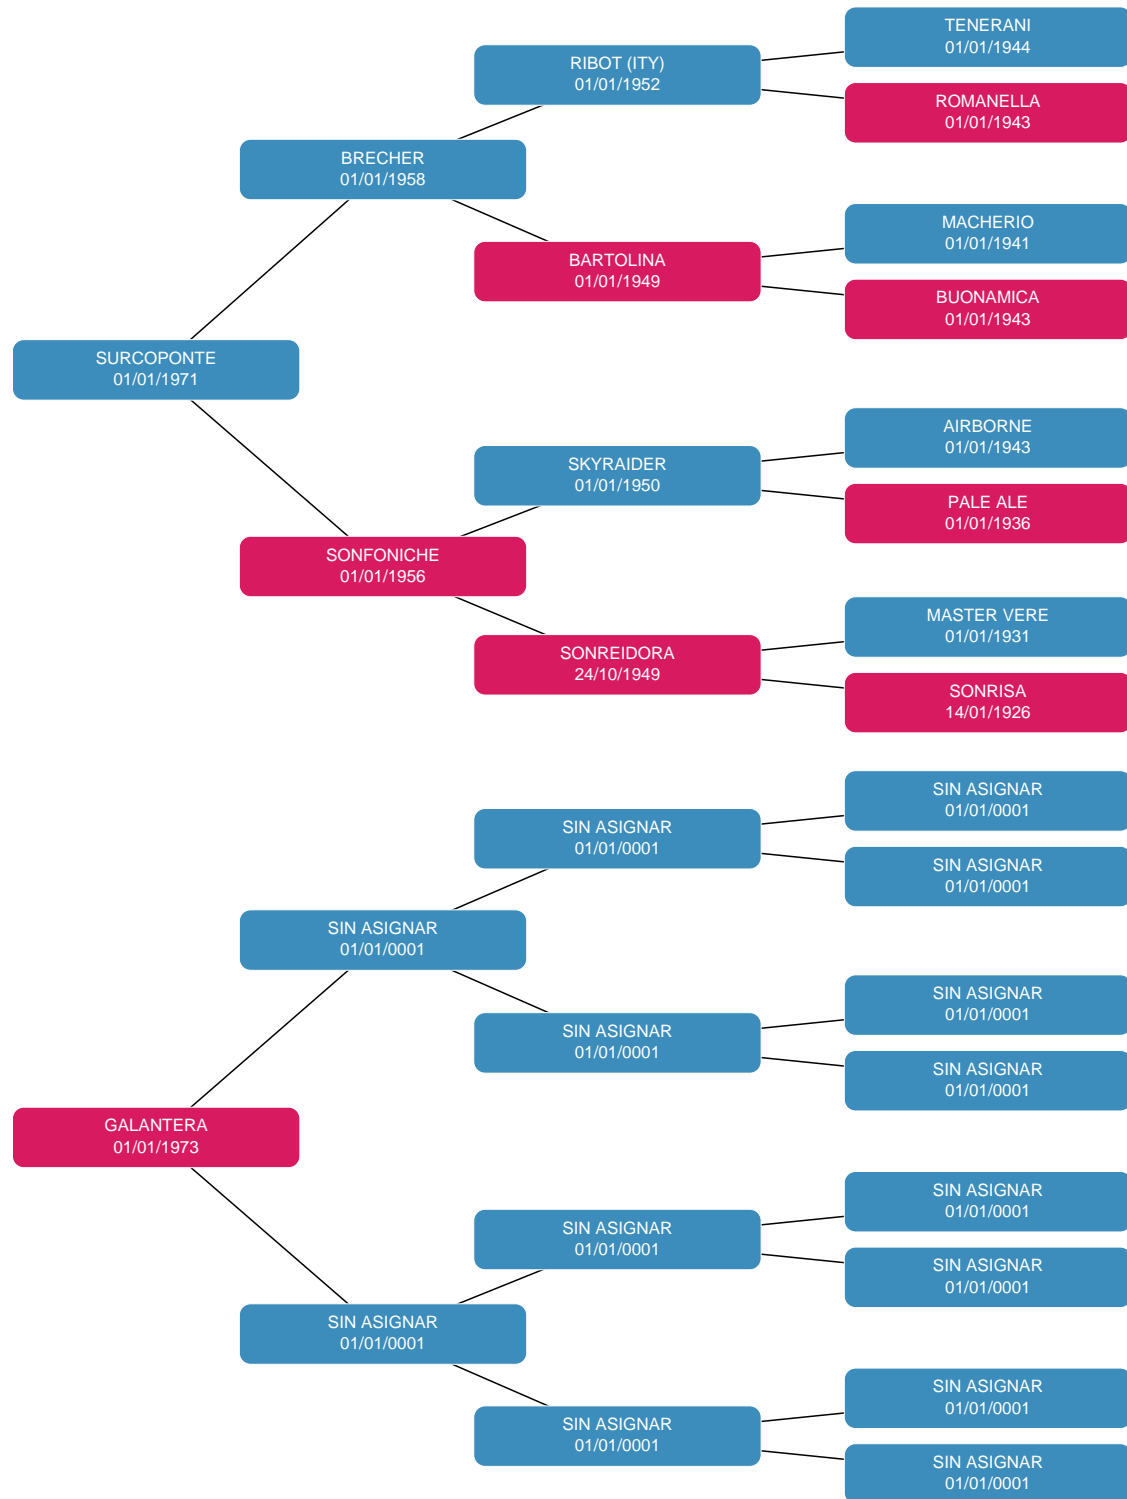 TENERANI
01/01/1944
RIBOT (ITY)
01/01/1952
ROMANELLA
01/01/1943
BRECHER
01/01/1958
MACHERIO
01/01/1941
BARTOLINA
01/01/1949
BUONAMICA
01/01/1943
SURCOPONTE
01/01/1971
AIRBORNE
01/01/1943
SKYRAIDER
01/01/1950
PALE ALE
01/01/1936
SONFONICHE
01/01/1956
MASTER VERE
01/01/1931
SONREIDORA
24/10/1949
SONRISA
14/01/1926
SIN ASIGNAR
01/01/0001
SIN ASIGNAR
01/01/0001
SIN ASIGNAR
01/01/0001
SIN ASIGNAR
01/01/0001
SIN ASIGNAR
01/01/0001
SIN ASIGNAR
01/01/0001
SIN ASIGNAR
01/01/0001
GALANTERA
01/01/1973
SIN ASIGNAR
01/01/0001
SIN ASIGNAR
01/01/0001
SIN ASIGNAR
01/01/0001
SIN ASIGNAR
01/01/0001
SIN ASIGNAR
01/01/0001
SIN ASIGNAR
01/01/0001
SIN ASIGNAR
01/01/0001